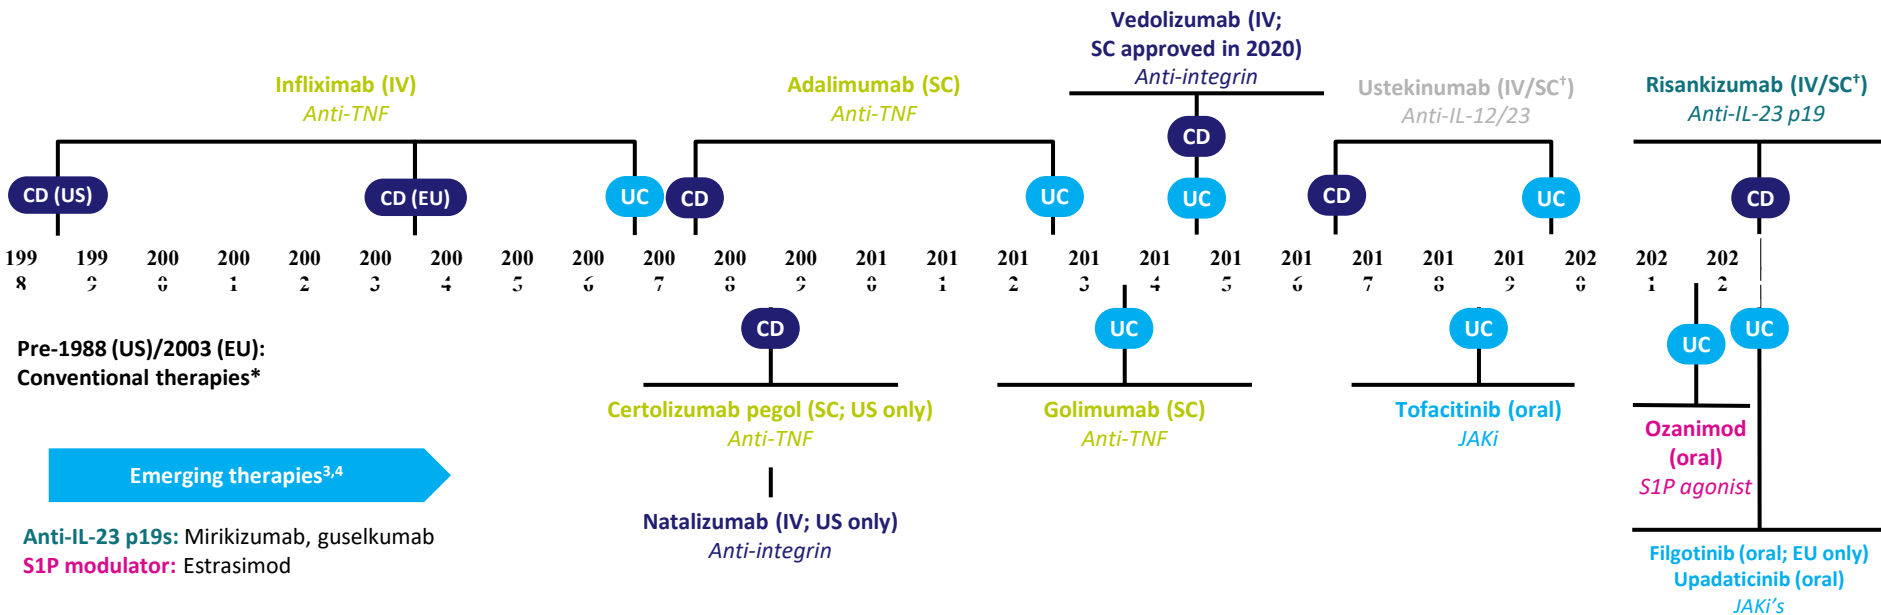 Vedolizumab (IV;
SC approved in 2020)
Anti-integrin
Infliximab (IV)
Anti-TNF
Adalimumab (SC)
Anti-TNF
Ustekinumab (IV/SC†)
Anti-IL-12/23
Risankizumab (IV/SC†)
Anti-IL-23 p19
CD
CD (US)
CD (EU)
UC
CD
UC
UC
CD
UC
CD
199 199 200 200 200 200 200 200 200 200 200 200 201 201 201 201 201 201 201 201 201 201 202 202 202
8 9 0 1 2 3 4 5 6 7 8 9 0 1 2 3 4 5 6 7 8 9 0 1 2
CD
UC
UC
UC
UC
Pre-1988 (US)/2003 (EU):
Conventional therapies*
Certolizumab pegol (SC; US only)
Anti-TNF
Golimumab (SC)
Anti-TNF
Tofacitinib (oral)
JAKi
Ozanimod
(oral)
S1P agonist
Emerging therapies3,4
Natalizumab (IV; US only)
Anti-integrin
Anti-IL-23 p19s: Mirikizumab, guselkumab
S1P modulator: Estrasimod
Filgotinib (oral; EU only)
Upadaticinib (oral)
JAKi's